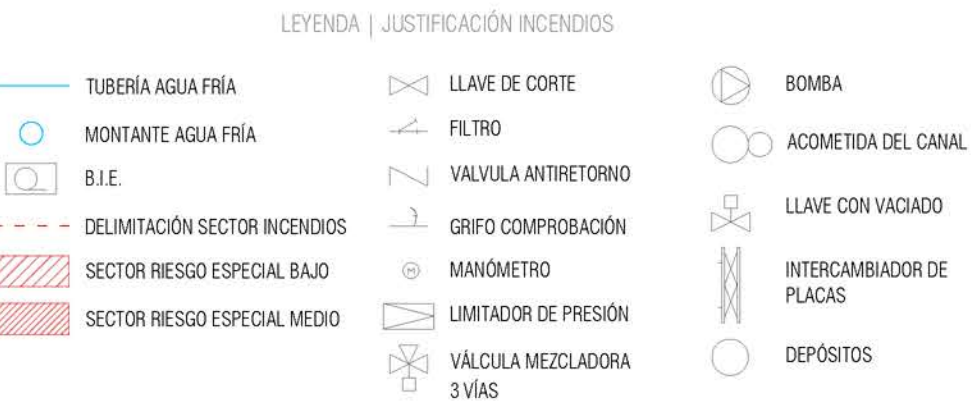 LEYENDA | JUSTIFICACIÓN INCENDIOS
TUBERÍA AGUA FRÍA
MONTANTE AGUA FRÍA
B.I.E.
DELIMITACIÓN SECTOR INCENDIOS
SECTOR RIESGO ESPECIAL BAJO
SECTOR RIESGO ESPECIAL MEDIO
LLAVE DE CORTE
FILTRO
VALVULA ANTIRETORNO
GRIFO COMPROBACIÓN
M
MANÓMETRO
LIMITADOR DE PRESIÓN
VÁLCULA MEZCLADORA
3 VÍAS
BOMBA
ACOMETIDA DEL CANAL
LLAVE CON VACIADO
INTERCAMBIADOR DE
PLACAS
DEPÓSITOS